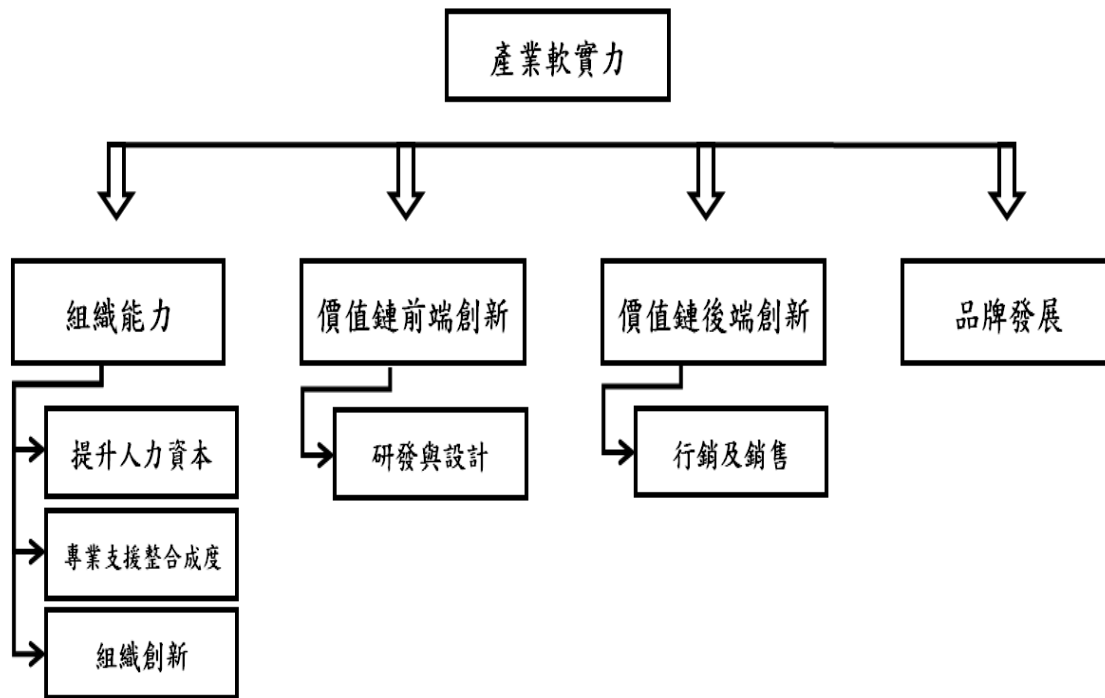 產業軟實力
組織能力
價值鏈前端創新
價值鏈後端創新
品牌發展
提升人力資本
研發與設計
行銷及銷售
專業支援整合成度
組織創新